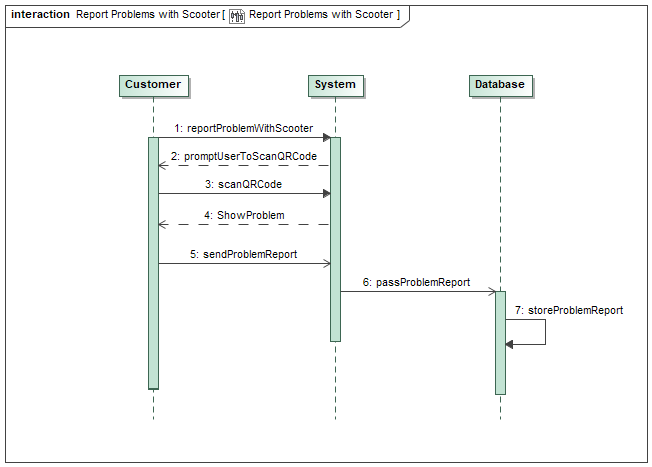 interaction Report Problems with Scooter [ Report Problems with Scooter ]
Customer System Database
1: reportProblemWithScooter
2: promptUserToScanQRCode
3: scanQRCode
4: ShowProblem
5: sendProblemReport
6: passProblemReport
7: storeProblemReport